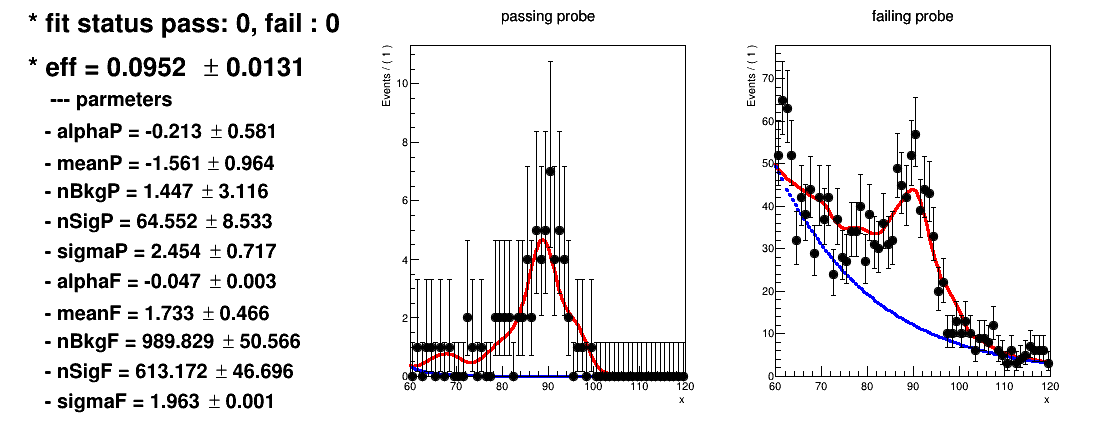 * fit status pass: 0, fail : 0
* eff = 0.0952 ± 0.0131
--- parmeters
- alphaP = -0.213 ± 0.581
- meanP = -1.561 ± 0.964
- nBkgP = 1.447 ± 3.116
- nSigP = 64.552 ± 8.533
- sigmaP = 2.454 ± 0.717
- alphaF = -0.047 ± 0.003
- meanF = 1.733 ± 0.466
- nBkgF = 989.829 ± 50.566
- nSigF = 613.172 ± 46.696
- sigmaF = 1.963 ± 0.001
passing probe
Events / ( 1 )
10
8
6
4
2
0
60 70 80 90 100 110 120
x
failing probe
Events / ( 1 )
70
60
50
40
30
20
10
0
60 70 80 90 100 110 120
x